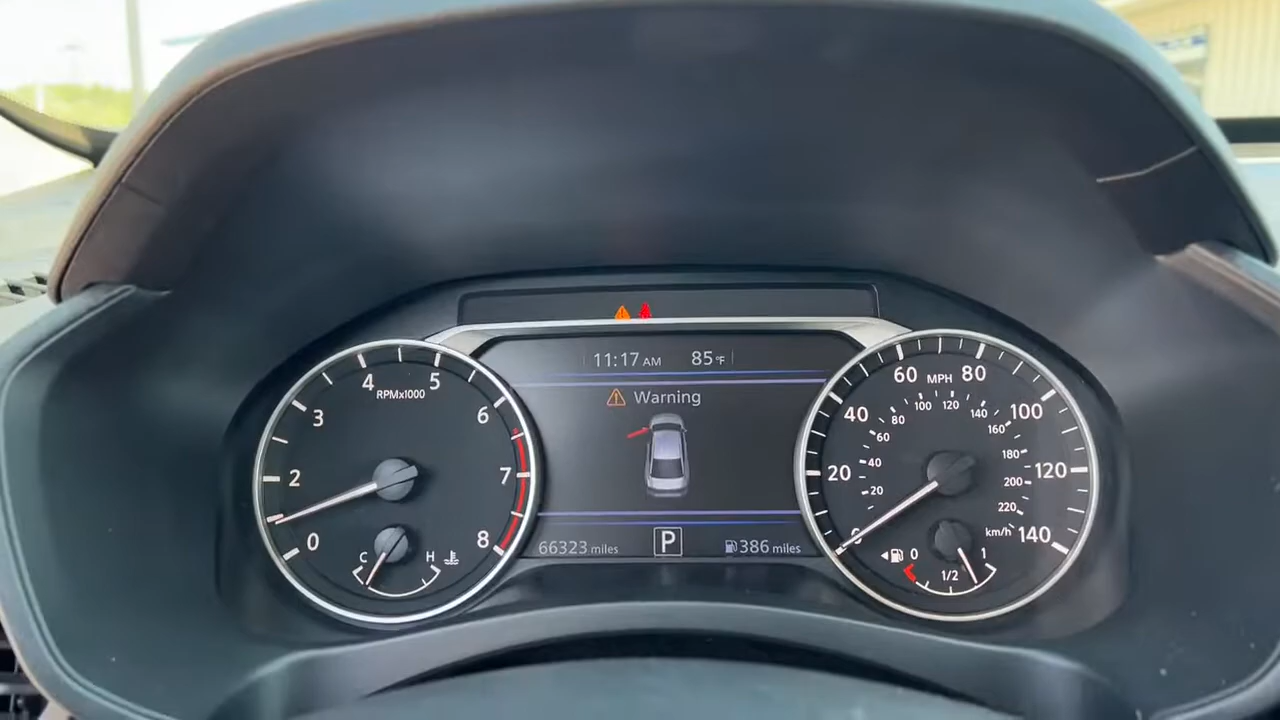 11:17 AM 85°F
Warning
66323 miles P 386 miles
RPMx1000
0 2 3 4 5 6 7 8
C H
MPH
0 20 40 60 80 100 120 140
20 40 60 80 100 120 140 160 180 200 220
km/h
0 1/2 1